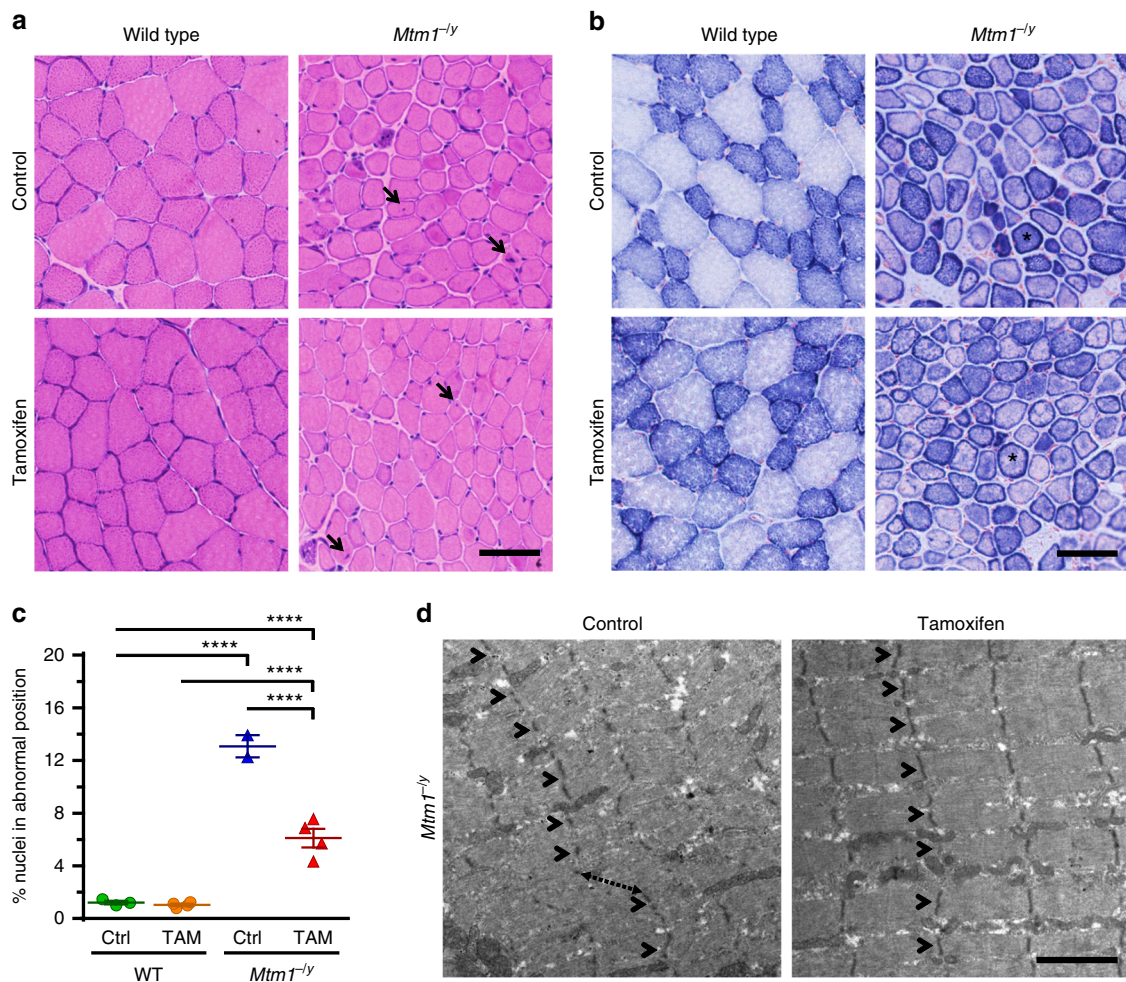 a
Wild type
Mtm1⁻/ʸ
Control
Tamoxifen
b
Wild type
Mtm1⁻/ʸ
Control
Tamoxifen
*
*
c
% nuclei in abnormal position
20
16
12
8
4
0
****
****
****
****
Ctrl TAM Ctrl TAM
WT Mtm1⁻/ʸ
d
Control
Tamoxifen
Mtm1⁻/ʸ